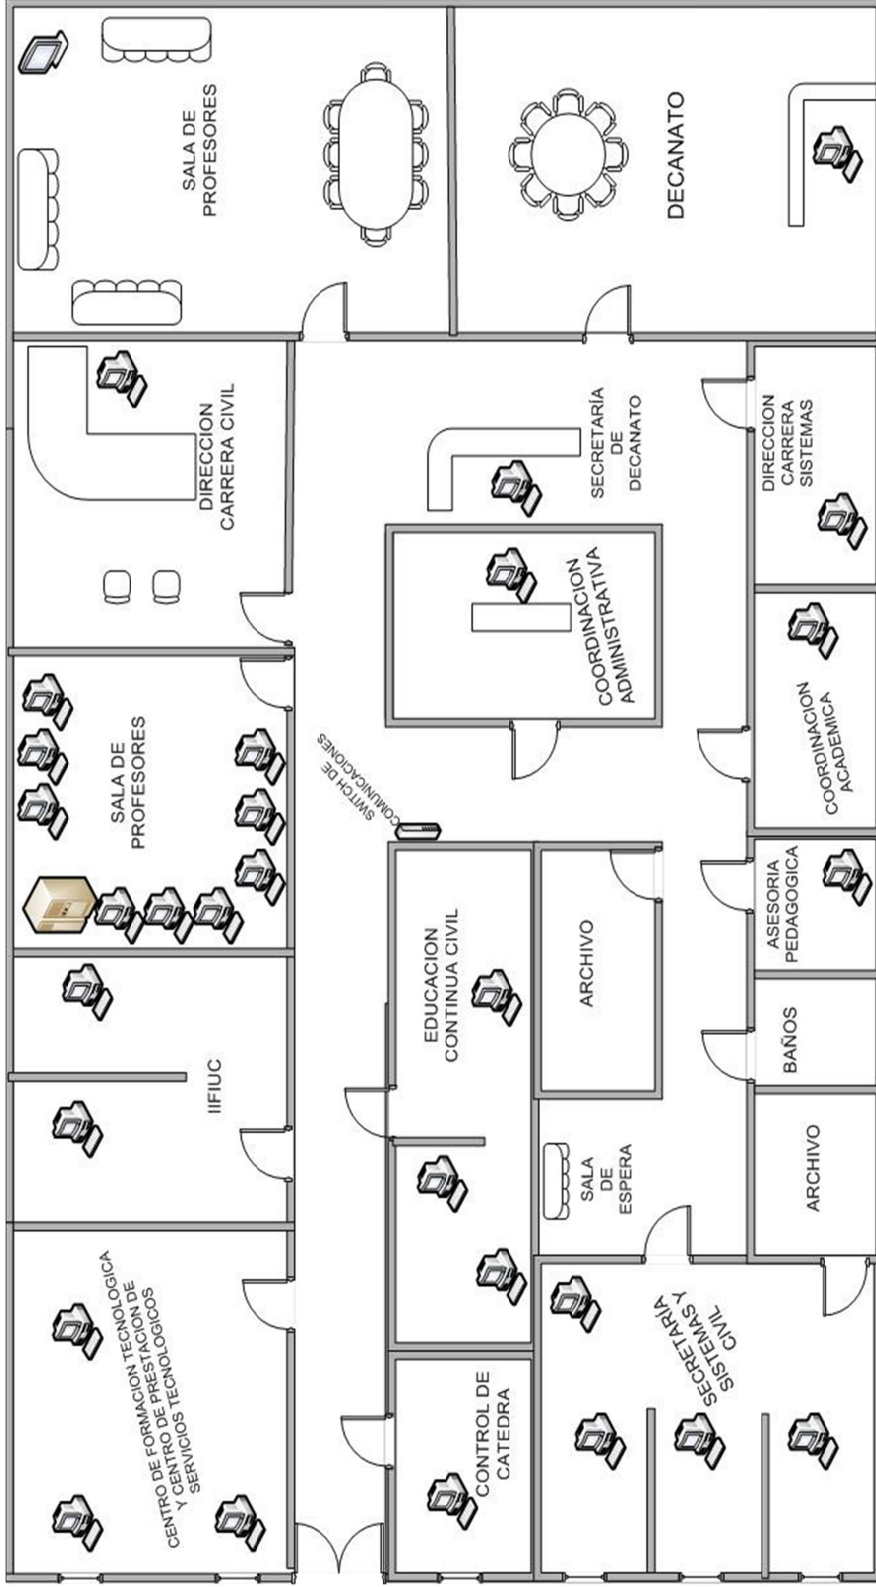 SALA DE
PROFESORES
DECANATO
DIRECCION
CARRERA CIVIL
SECRETARÍA
DE
DECANATO
DIRECCION
CARRERA
SISTEMAS
COORDINACION
ADMINISTRATIVA
COORDINACION
ACADEMICA
SALA DE
PROFESORES
SWITCH DE
COMUNICACIONES
ASESORIA
PEDAGOGICA
EDUCACION
CONTINUA CIVIL
ARCHIVO
BAÑOS
IIFIUC
SALA
DE
ESPERA
ARCHIVO
CENTRO DE FORMACION TECNOLOGICA
Y CENTRO DE PRESTACION DE
SERVICIOS TECNOLOGICOS
SECRETARÍA
SISTEMAS Y
CIVIL
CONTROL DE
CATEDRA